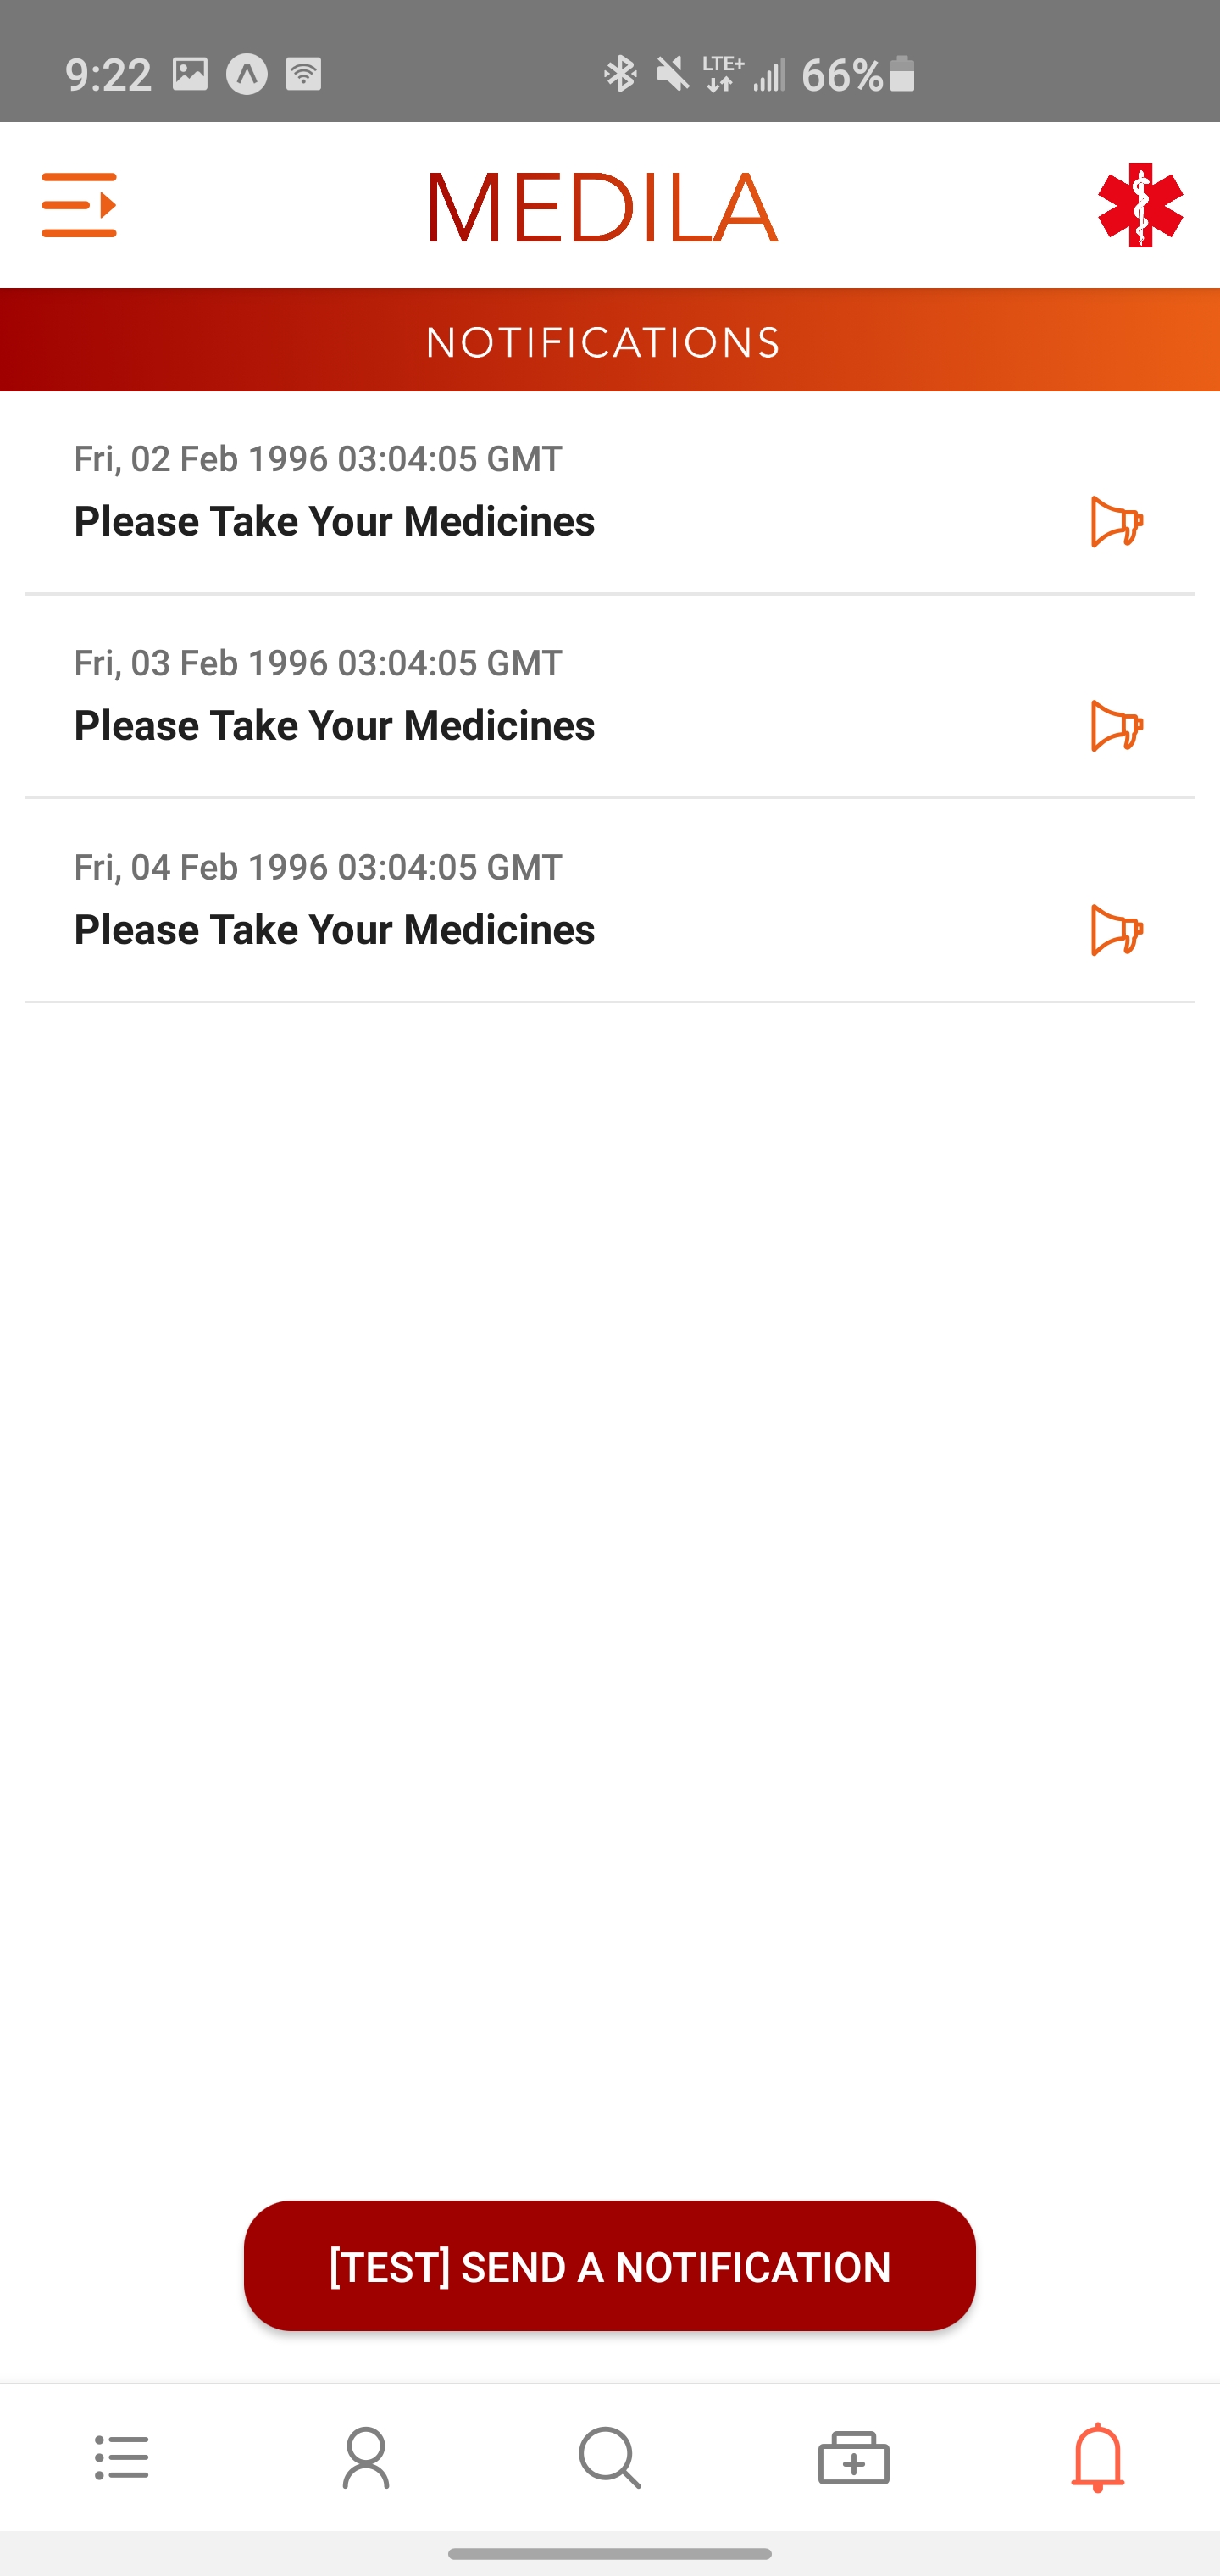 9:22
LTE+
66%
MEDILA
NOTIFICATIONS
Fri, 02 Feb 1996 03:04:05 GMT
Please Take Your Medicines
Fri, 03 Feb 1996 03:04:05 GMT
Please Take Your Medicines
Fri, 04 Feb 1996 03:04:05 GMT
Please Take Your Medicines
[TEST] SEND A NOTIFICATION